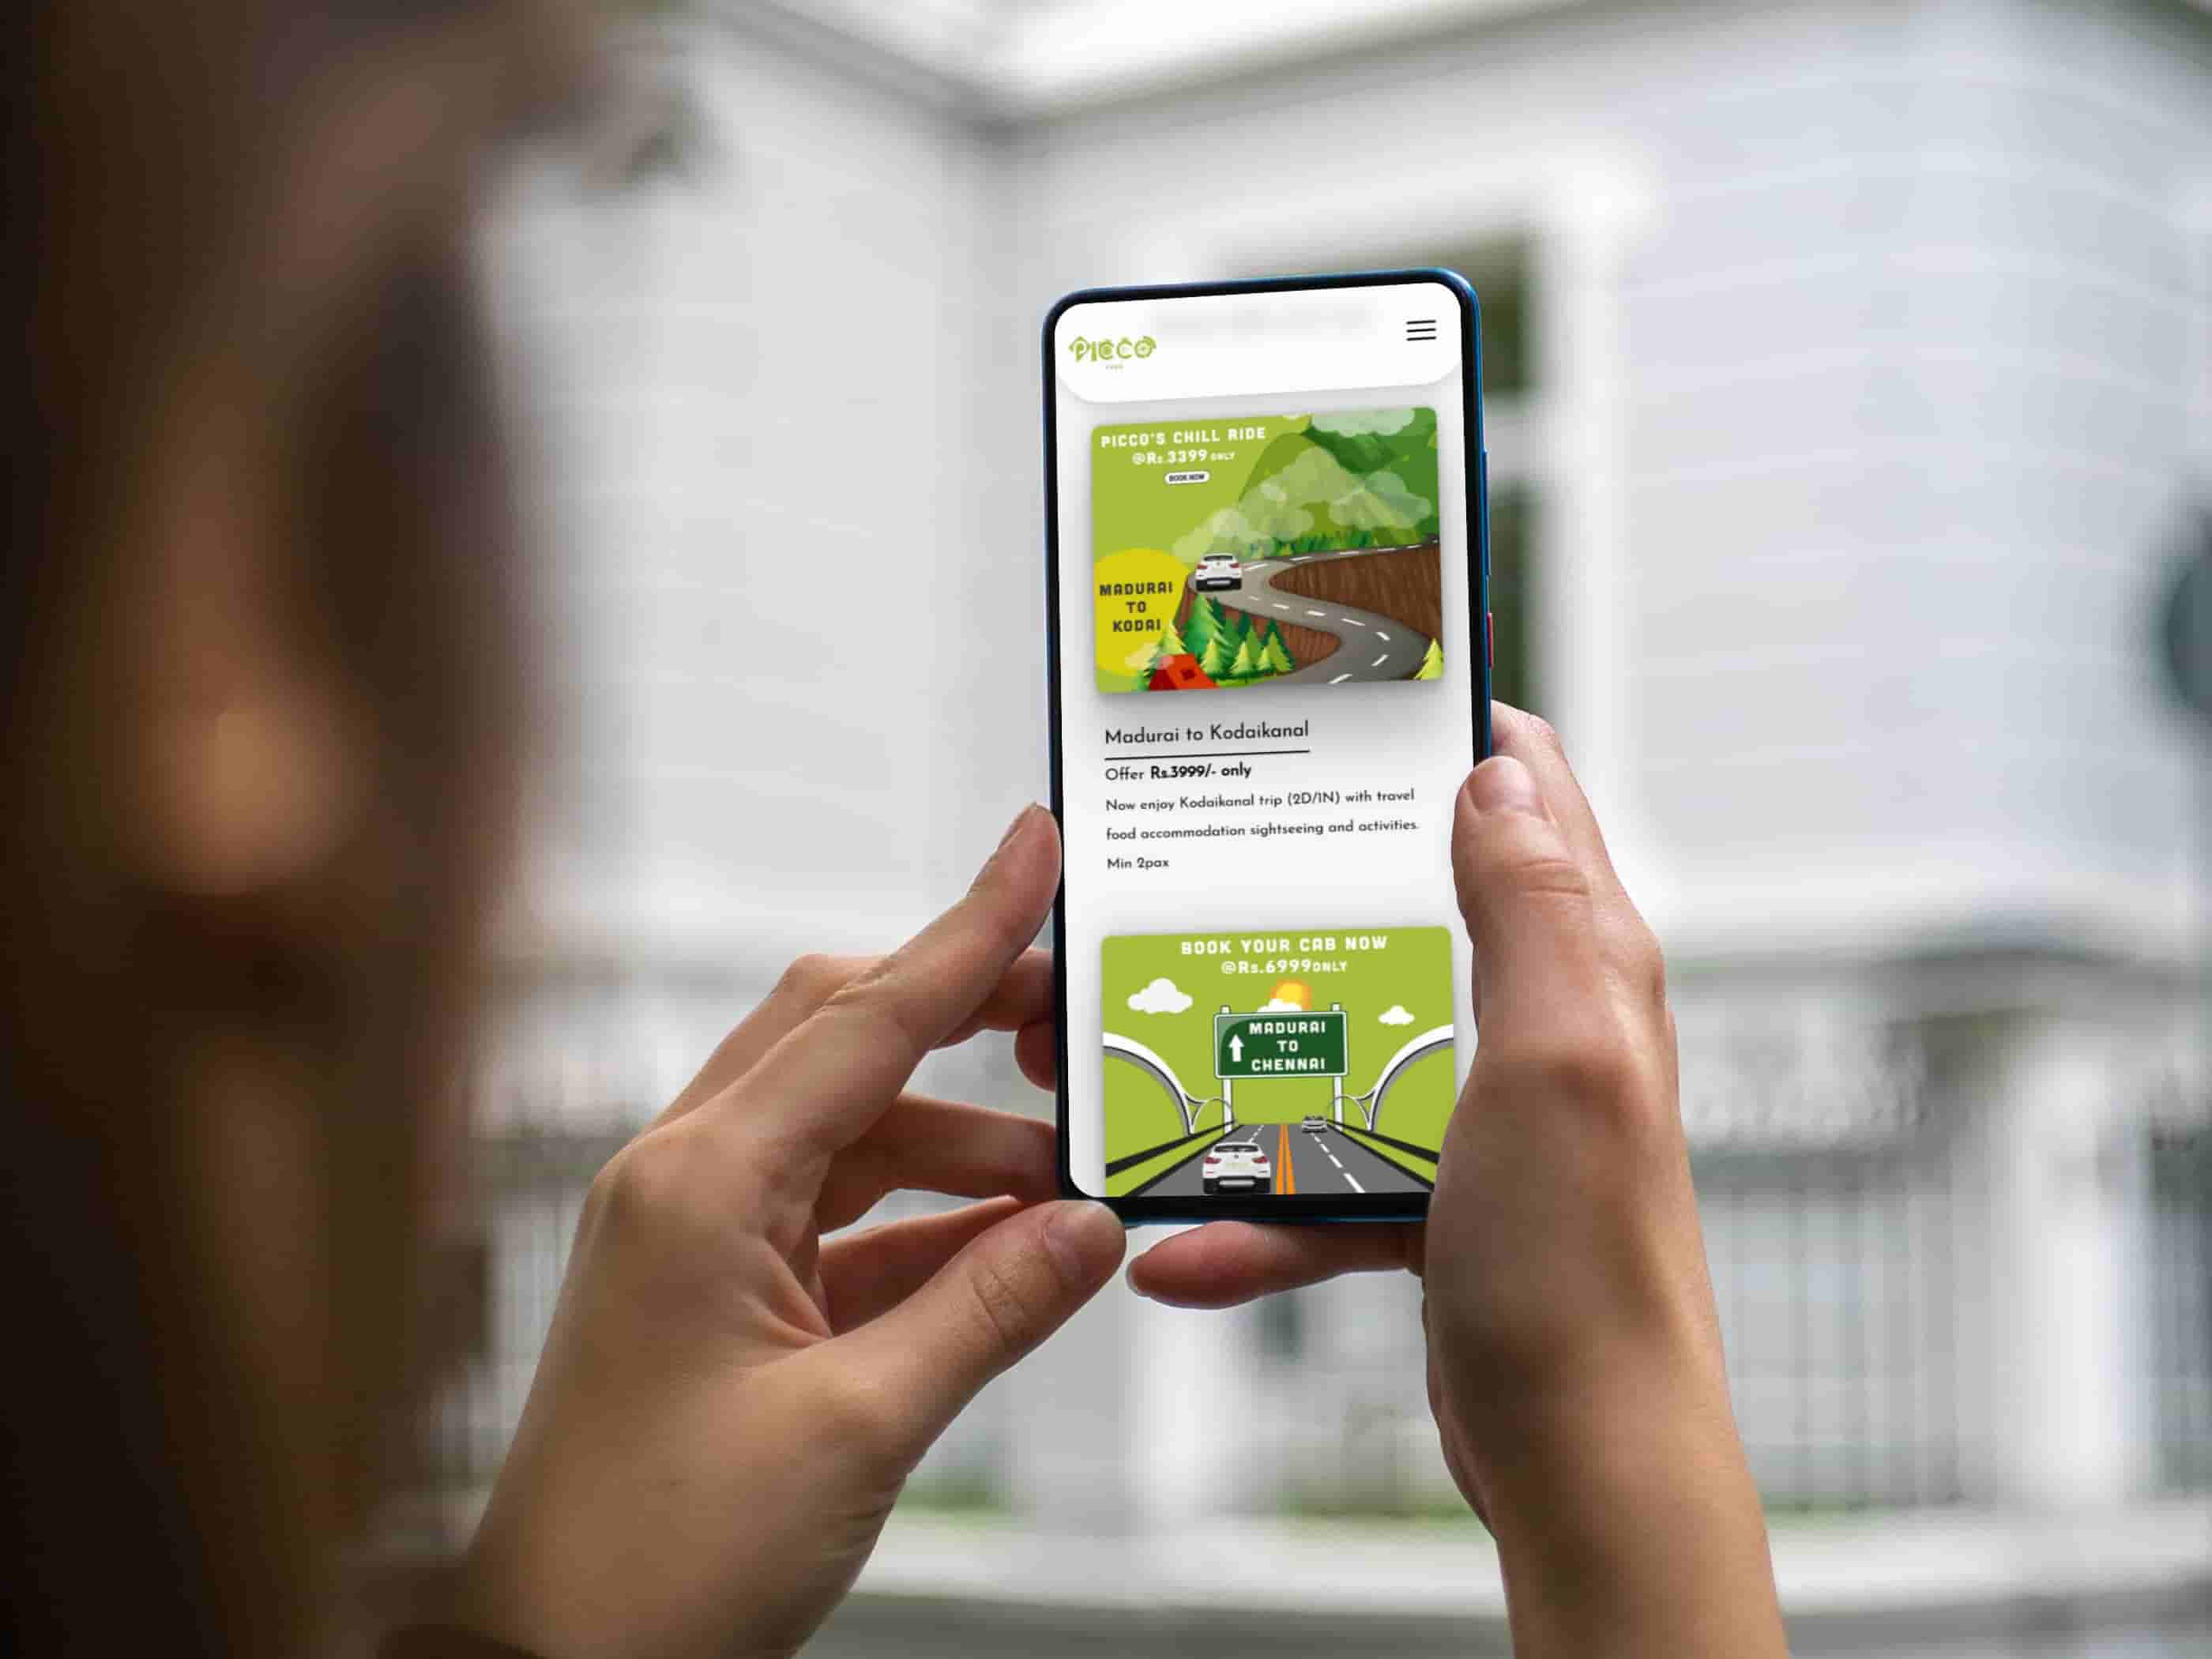 PICCO
PICCO'S CHILL RIDE
@Rs.3399 ONLY
BOOK NOW
MADURAI
TO
KODAI
Madurai to Kodaikanal
Offer Rs.3999/- only
Now enjoy Kodaikanal trip (2D/1N) with travel
food accommodation sightseeing and activities.
Min 2pax
BOOK YOUR CAB NOW
@Rs.6999ONLY
MADURAI
TO
CHENNAI